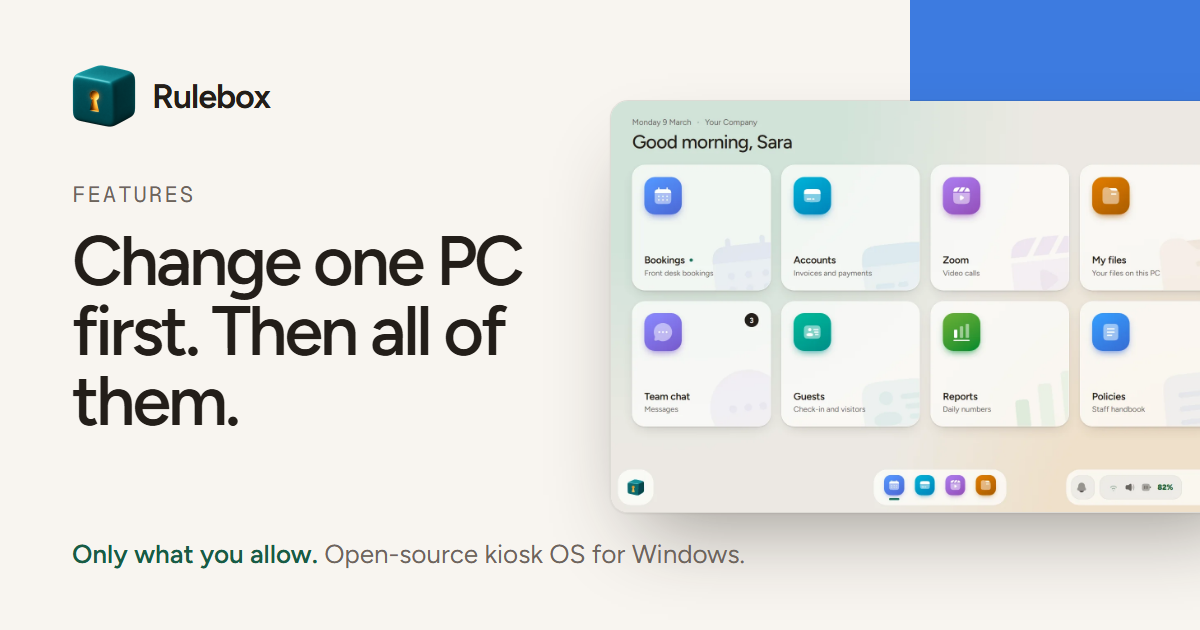 Rulebox
FEATURES
Change one PC
first. Then all of
them.
Only what you allow. Open-source kiosk OS for Windows.
Monday 9 March · Your Company
Good morning, Sara
Bookings
Front desk bookings
Accounts
Invoices and payments
Zoom
Video calls
My files
Your files on this PC
3
Team chat
Messages
Guests
Check-in and visitors
Reports
Daily numbers
Policies
Staff handbook
82%